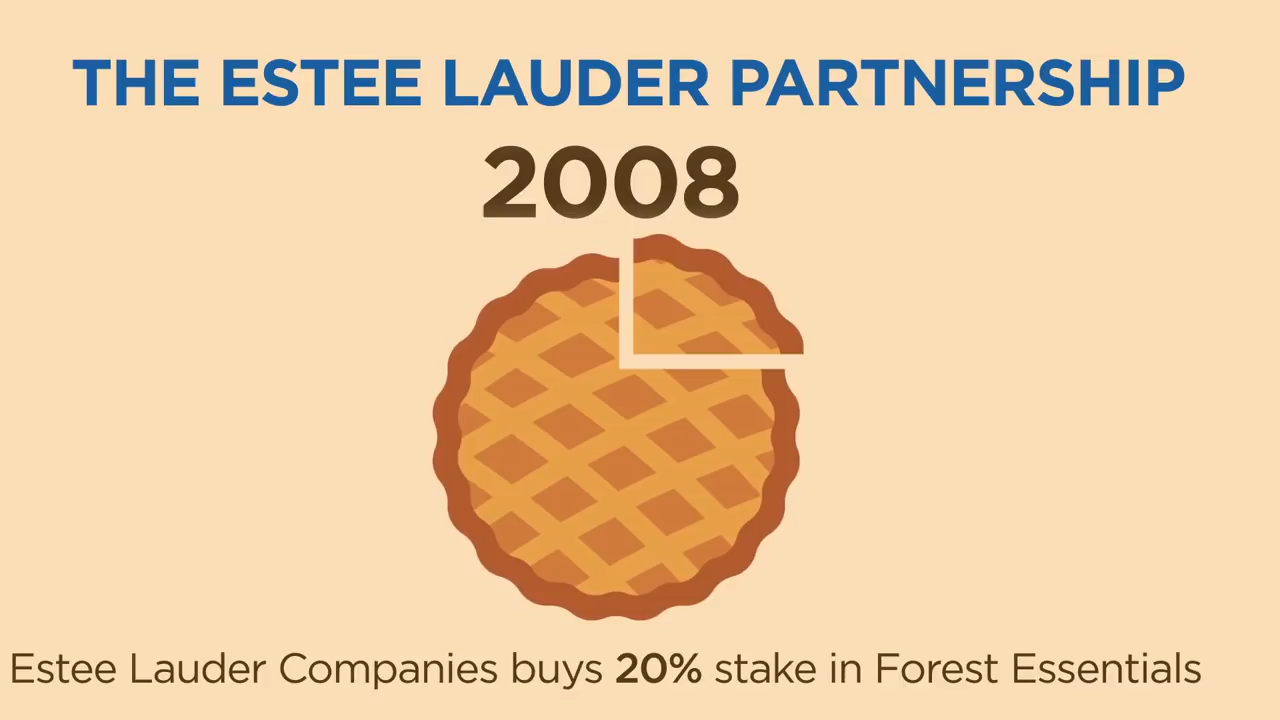 THE ESTEE LAUDER PARTNERSHIP
2008
Estee Lauder Companies buys 20% stake in Forest Essentials